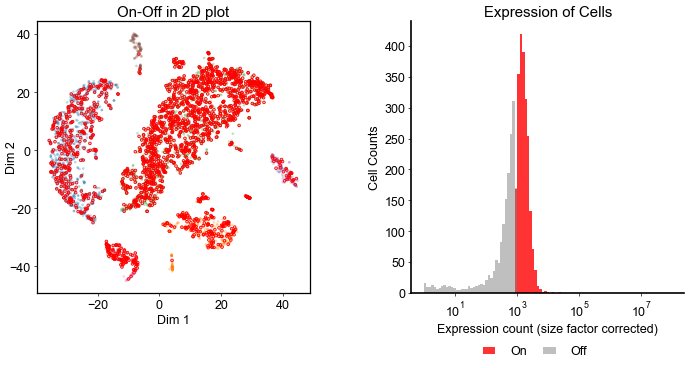 On-Off in 2D plot
40
20
0
−20
−40
Dim 2
−20
0
20
40
Dim 1
Expression of Cells
400
350
300
250
200
150
100
50
0
Cell Counts
10^1
10^3
10^5
10^7
Expression count (size factor corrected)
On
Off